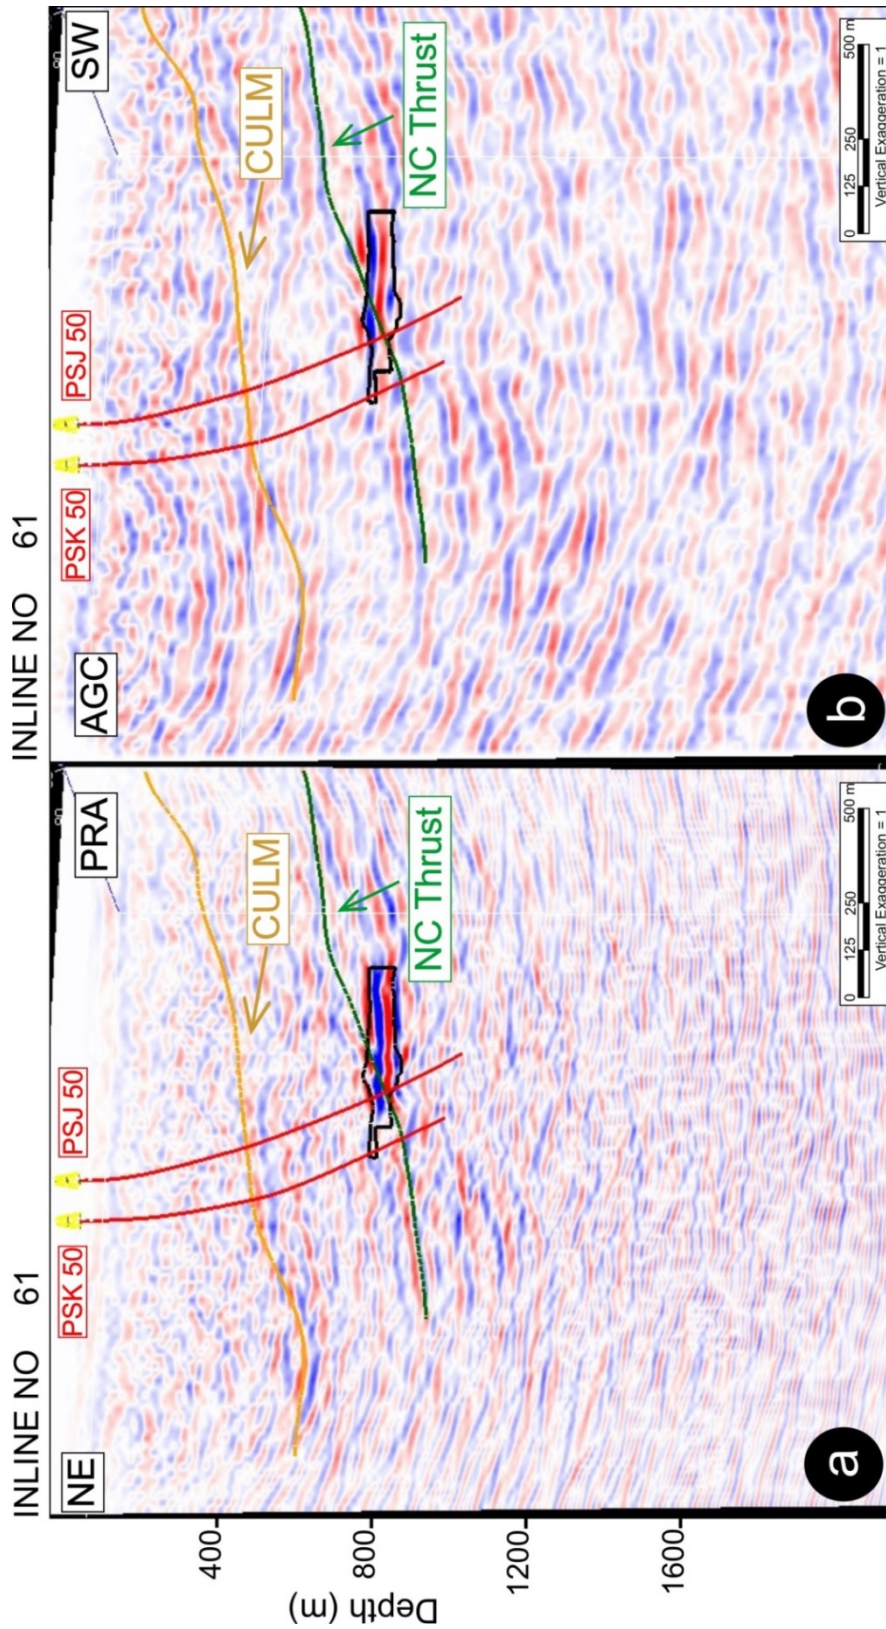 INLINE NO 61
NE
PSK 50
PSJ 50
PRA
80
CULM
NC Thrust
Depth (m)
400
800
1200
1600
a
0 125 250 500 m
Vertical Exaggeration = 1
INLINE NO 61
AGC
PSK 50
PSJ 50
SW
80
CULM
NC Thrust
b
0 125 250 500 m
Vertical Exaggeration = 1